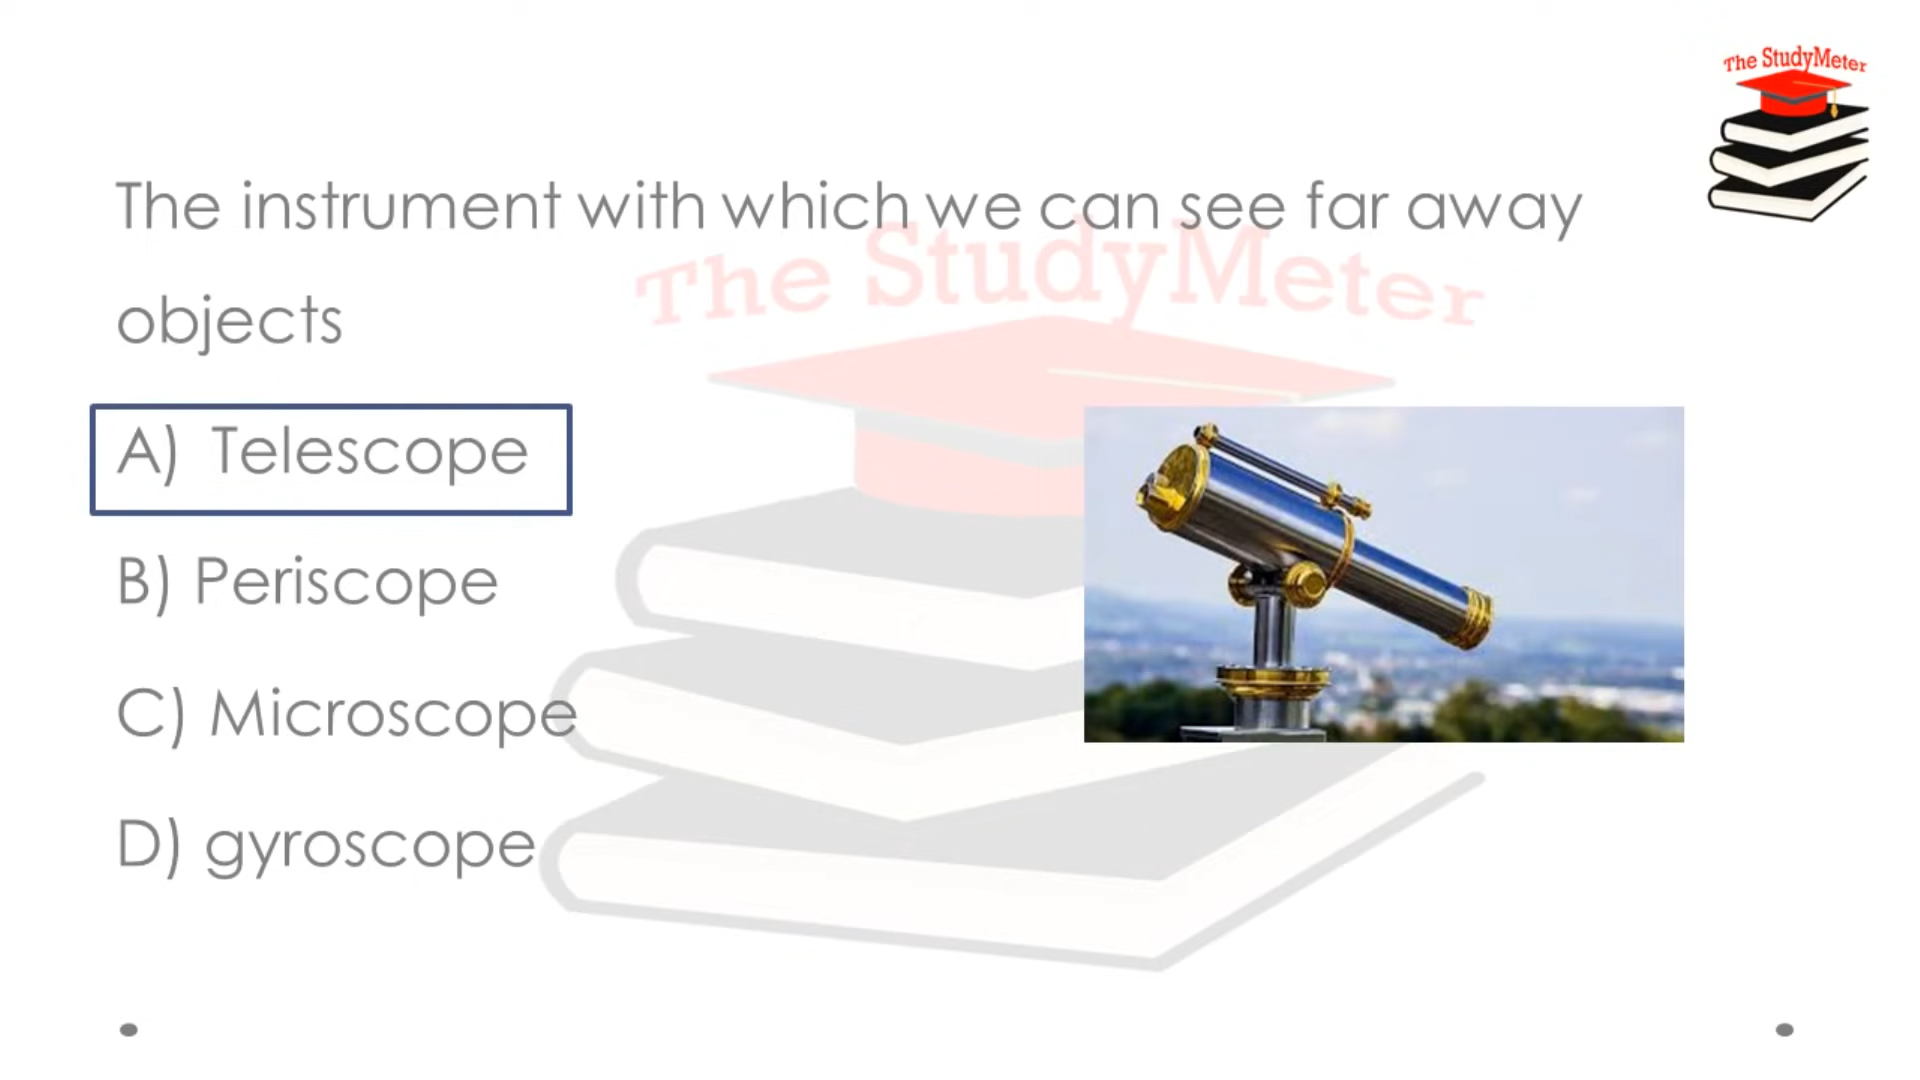 The StudyMeter
The instrument with which we can see far away
The StudyMeter
objects
A) Telescope
B) Periscope
C) Microscope
D) gyroscope